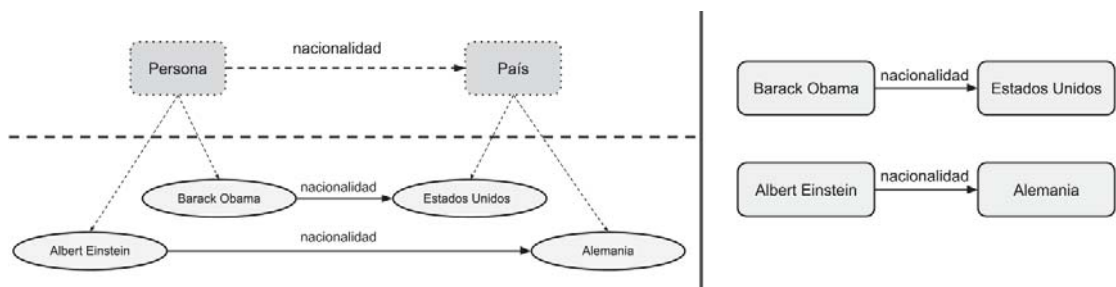 nacionalidad
Persona
País
Barack Obama
nacionalidad
Estados Unidos
Albert Einstein
nacionalidad
Alemania
Barack Obama
nacionalidad
Estados Unidos
Albert Einstein
nacionalidad
Alemania